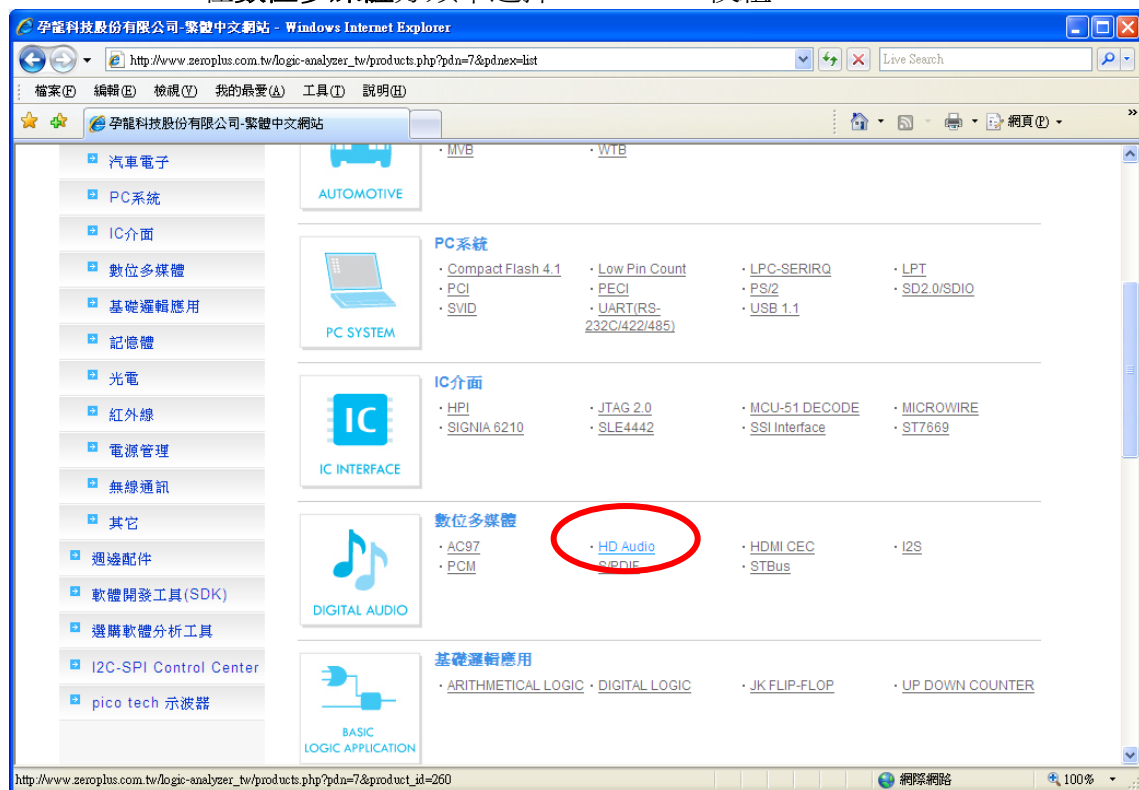 孕龍科技股份有限公司-繁體中文網站 - Windows Internet Explorer
http://www.zeroplus.com.tw/logic-analyzer_tw/products.php?pdn=7&pdnex=list
Live Search
檔案(F) 編輯(E) 檢視(V) 我的最愛(A) 工具(T) 說明(H)
孕龍科技股份有限公司-繁體中文網站
網頁(P)
汽車電子
PC系統
IC介面
數位多媒體
基礎邏輯應用
記憶體
光電
紅外線
電源管理
無線通訊
其它
週邊配件
軟體開發工具(SDK)
選購軟體分析工具
I2C-SPI Control Center
pico tech 示波器
· MVB · WTB
AUTOMOTIVE
PC系統
· Compact Flash 4.1 · Low Pin Count · LPC-SERIRQ · LPT
· PCI · PECI · PS/2 · SD2.0/SDIO
· SVID · UART(RS-232C/422/485) · USB 1.1
PC SYSTEM
IC介面
· HPI · JTAG 2.0 · MCU-51 DECODE · MICROWIRE
· SIGNIA 6210 · SLE4442 · SSI Interface · ST7669
IC
IC INTERFACE
數位多媒體
· AC97 · HD Audio · HDMI CEC · I2S
· PCM · S/PDIF · STBus
DIGITAL AUDIO
基礎邏輯應用
· ARITHMETICAL LOGIC · DIGITAL LOGIC · JK FLIP-FLOP · UP DOWN COUNTER
BASIC
LOGIC APPLICATION
http://www.zeroplus.com.tw/logic-analyzer_tw/products.php?pdn=7&product_id=260
網際網路
100%